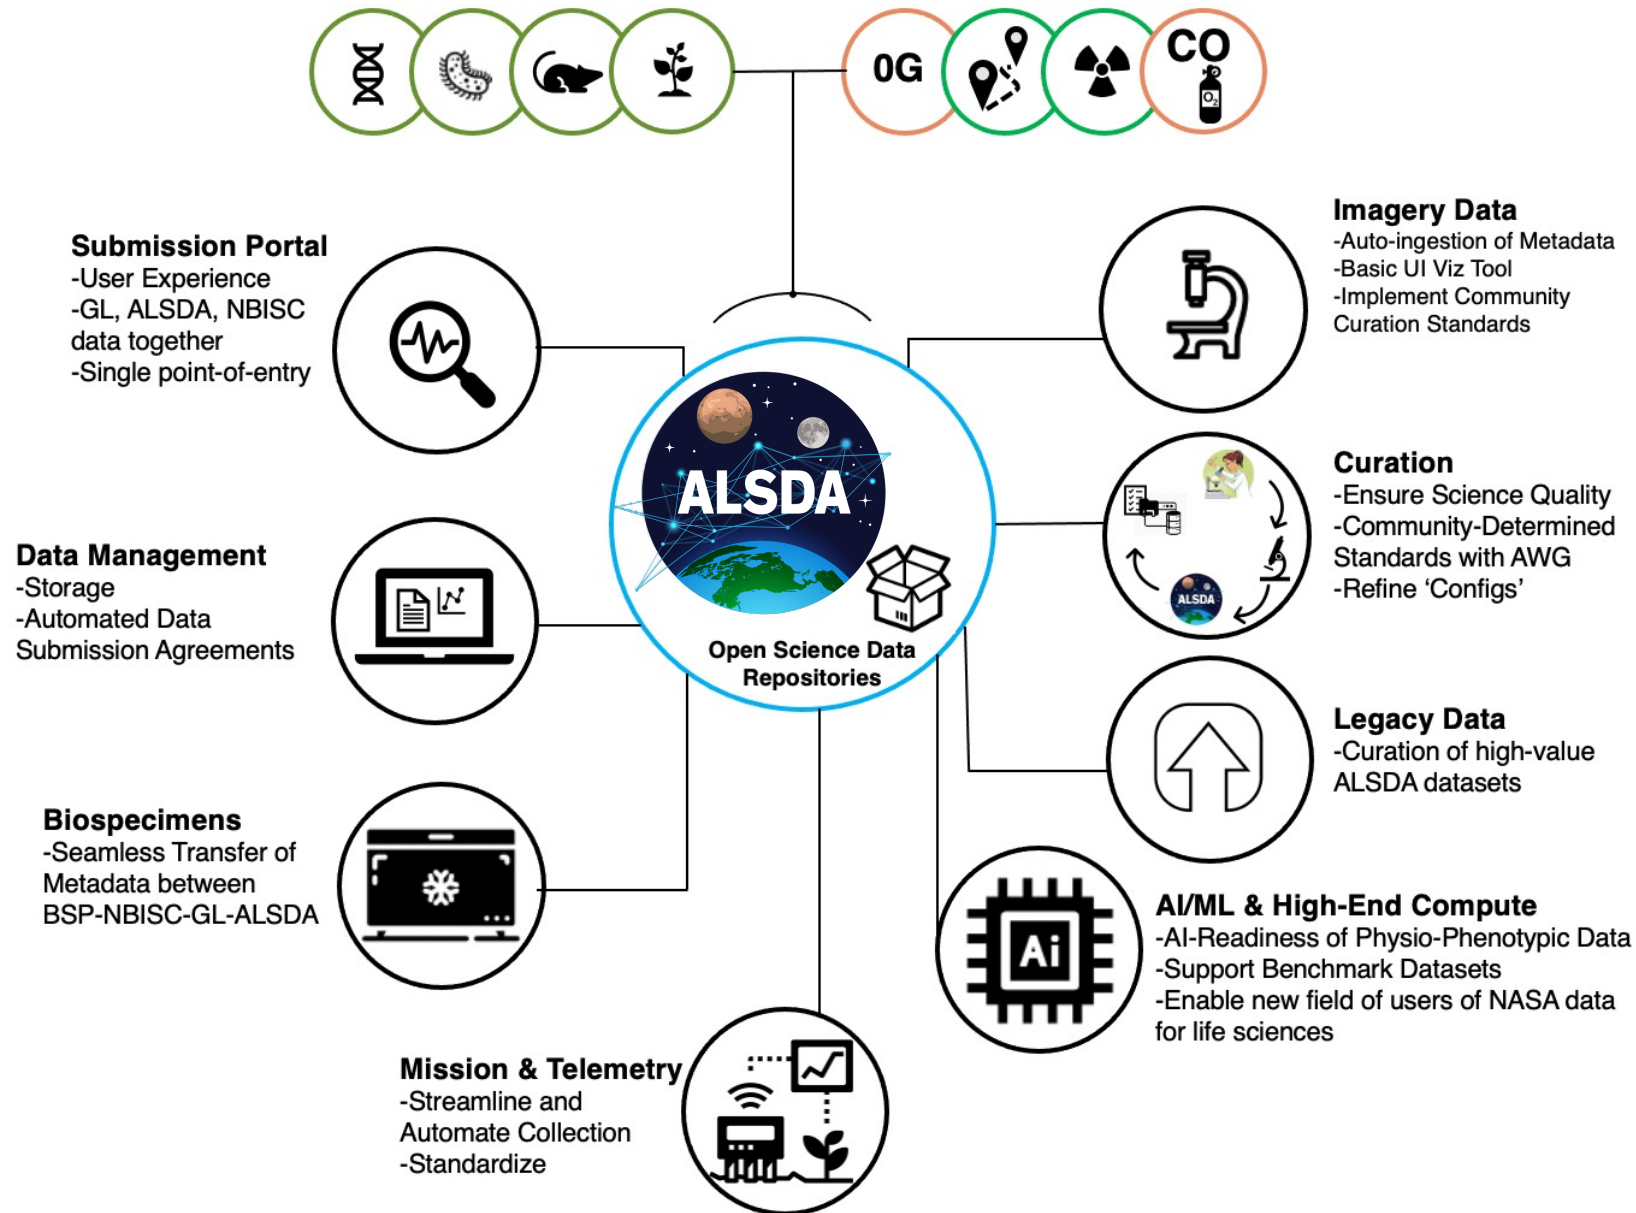 0G
CO
O2
Submission Portal
-User Experience
-GL, ALSDA, NBISC
data together
-Single point-of-entry
Imagery Data
-Auto-ingestion of Metadata
-Basic UI Viz Tool
-Implement Community
Curation Standards
ALSDA
Open Science Data
Repositories
Curation
-Ensure Science Quality
-Community-Determined
Standards with AWG
-Refine ‘Configs’
ALSDA
Data Management
-Storage
-Automated Data
Submission Agreements
Legacy Data
-Curation of high-value
ALSDA datasets
Biospecimens
-Seamless Transfer of
Metadata between
BSP-NBISC-GL-ALSDA
Ai
AI/ML & High-End Compute
-AI-Readiness of Physio-Phenotypic Data
-Support Benchmark Datasets
-Enable new field of users of NASA data
for life sciences
Mission & Telemetry
-Streamline and
Automate Collection
-Standardize